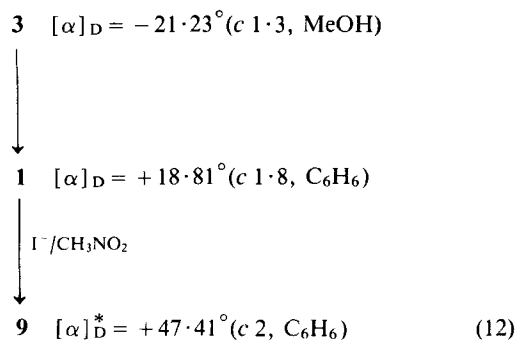 3 [α]D = −21·23°(c 1·3, MeOH)
1 [α]D = +18·81°(c 1·8, C6H6)
I−/CH3NO2
9 [α]*D = +47·41°(c 2, C6H6) (12)